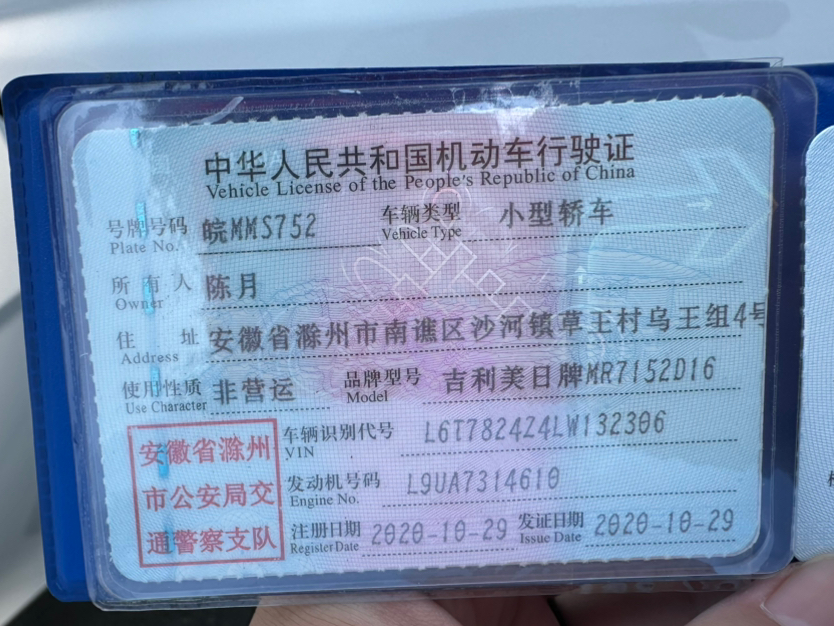 中华人民共和国机动车行驶证
Vehicle License of the People's Republic of China
号牌号码 皖MMS752 车辆类型 小型轿车
Plate No. Vehicle Type
所有人 陈月
Owner
住址 安徽省滁州市南谯区沙河镇草王村乌王组4号
Address
使用性质 非营运 品牌型号 吉利美日牌MR7152D16
Use Character Model
安徽省滁州
市公安局交
通警察支队
车辆识别代号 L6T7824Z4LW132306
VIN
发动机号码 L9UA7314610
Engine No.
注册日期 2020-10-29 发证日期 2020-10-29
Register Date Issue Date